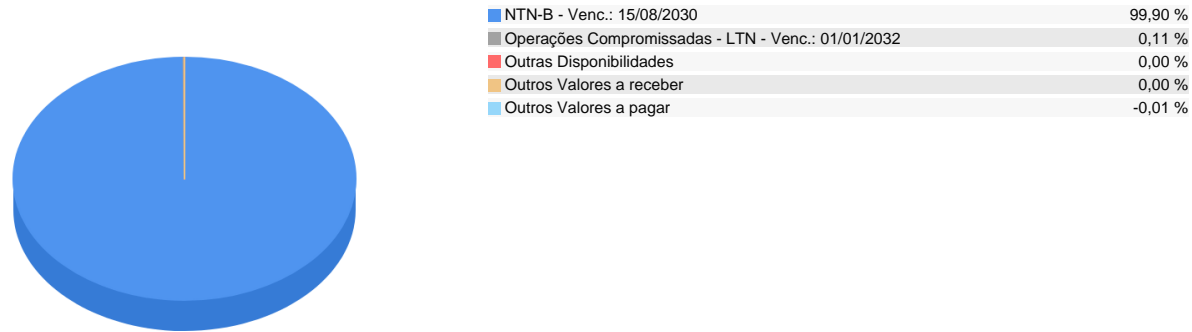 NTN-B - Venc.: 15/08/2030 99,90 %
Operações Compromissadas - LTN - Venc.: 01/01/2032 0,11 %
Outras Disponibilidades 0,00 %
Outros Valores a receber 0,00 %
Outros Valores a pagar -0,01 %